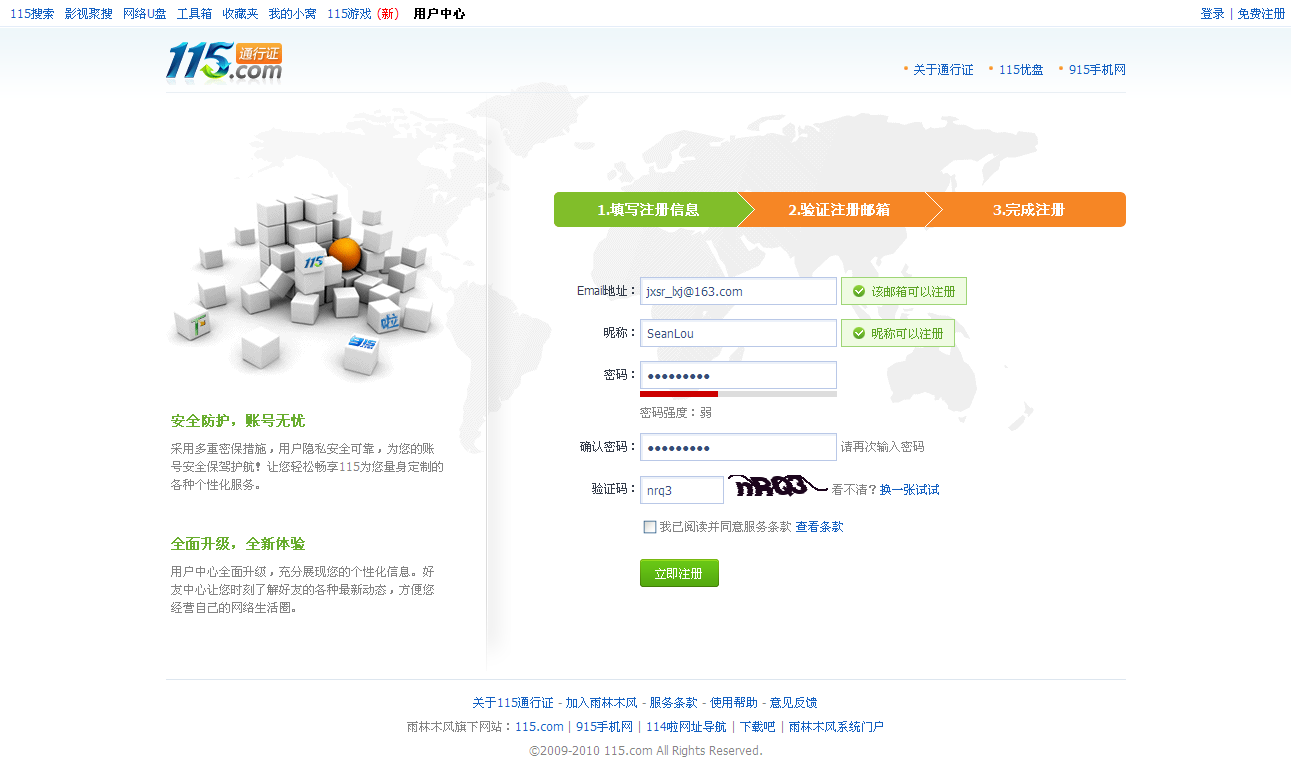 115搜索 影视聚搜 网络U盘 工具箱 收藏夹 我的小窝 115游戏 (新) 用户中心
登录 | 免费注册
115 通行证 .com
关于通行证 115优盘 915手机网
1.填写注册信息 2.验证注册邮箱 3.完成注册
Email地址： jxsr_lxj@163.com 该邮箱可以注册
昵称： SeanLou 昵称可以注册
密码： •••••••••
密码强度：弱
确认密码： ••••••••• 请再次输入密码
验证码： nrq3 nRQ3 看不清？换一张试试
我已阅读并同意服务条款 查看条款
立即注册
115
啦
安全防护，账号无忧
采用多重密保措施，用户隐私安全可靠，为您的账
号安全保驾护航！让您轻松畅享115为您量身定制的
各种个性化服务。
全面升级，全新体验
用户中心全面升级，充分展现您的个性化信息。好
友中心让您时刻了解好友的各种最新动态，方便您
经营自己的网络生活圈。
关于115通行证 - 加入雨林木风 - 服务条款 - 使用帮助 - 意见反馈
雨林木风旗下网站：115.com | 915手机网 | 114啦网址导航 | 下载吧 | 雨林木风系统门户
©2009-2010 115.com All Rights Reserved.